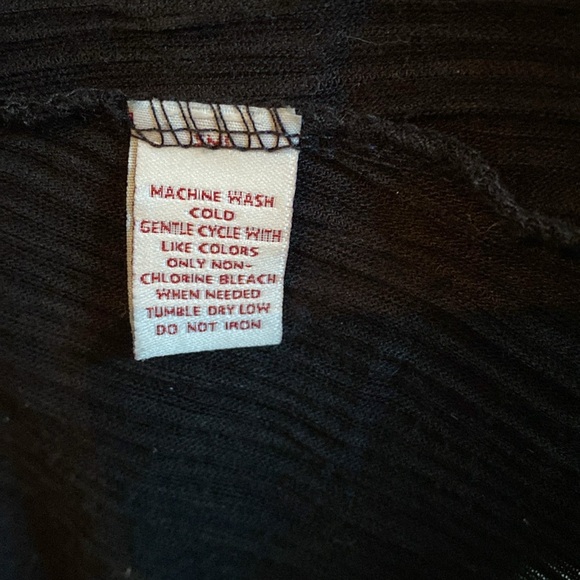 MACHINE WASH
COLD
GENTLE CYCLE WITH
LIKE COLORS
ONLY NON-
CHLORINE BLEACH
WHEN NEEDED
TUMBLE DRY LOW
DO NOT IRON